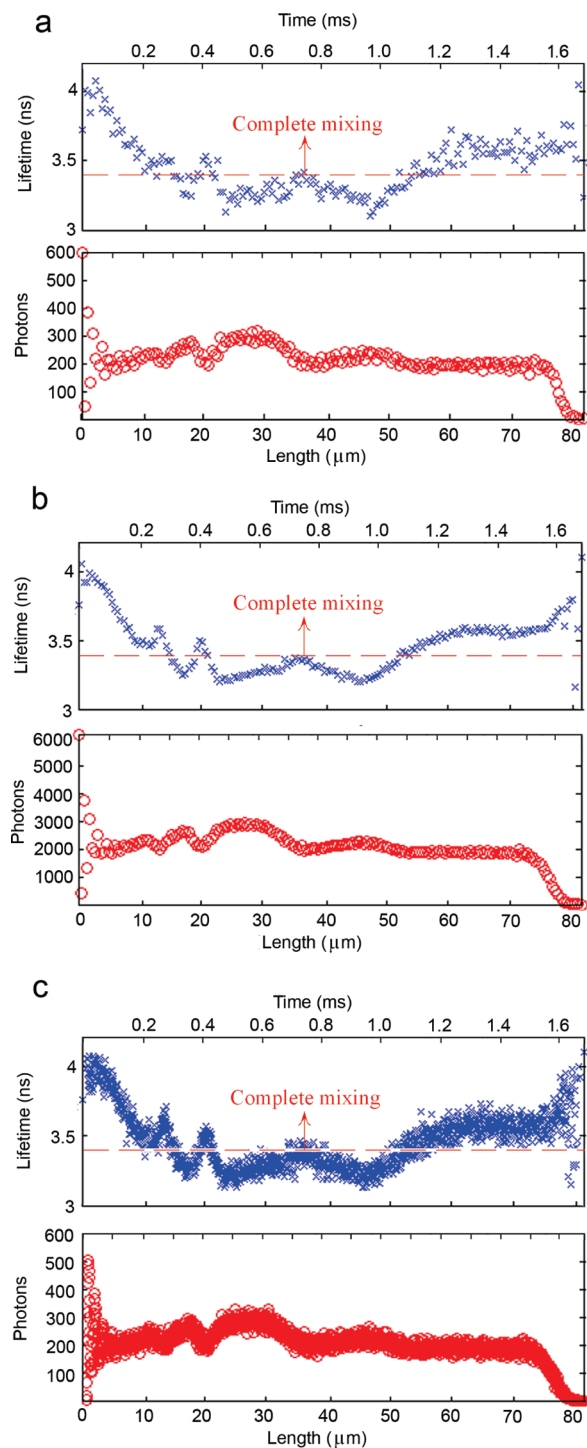 a
Time (ms)
0.2 0.4 0.6 0.8 1.0 1.2 1.4 1.6
Lifetime (ns)
4
3.5
3
Complete mixing
Photons
600
500
400
300
200
100
0 10 20 30 40 50 60 70 80
Length (μm)
b
Time (ms)
0.2 0.4 0.6 0.8 1.0 1.2 1.4 1.6
Lifetime (ns)
4
3.5
3
Complete mixing
Photons
6000
5000
4000
3000
2000
1000
0 10 20 30 40 50 60 70 80
Length (μm)
c
Time (ms)
0.2 0.4 0.6 0.8 1.0 1.2 1.4 1.6
Lifetime (ns)
4
3.5
3
Complete mixing
Photons
600
500
400
300
200
100
0 10 20 30 40 50 60 70 80
Length (μm)